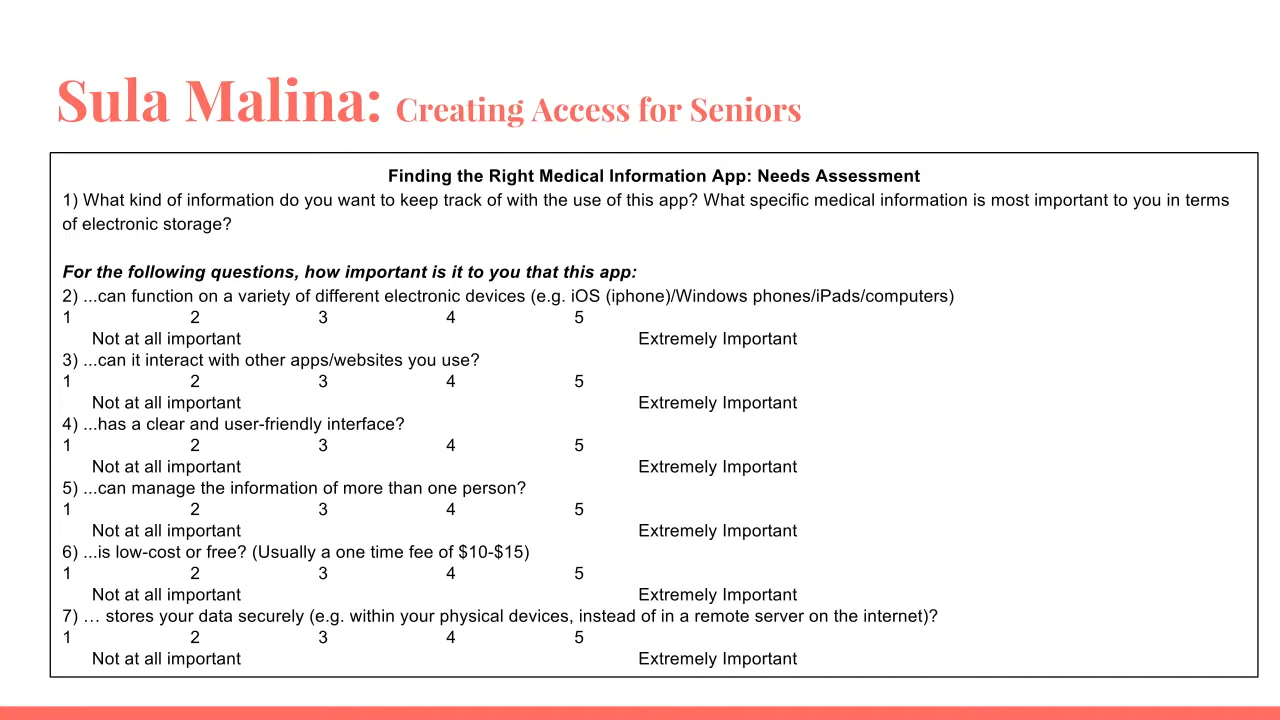 Sula Malina: Creating Access for Seniors
Finding the Right Medical Information App: Needs Assessment
1) What kind of information do you want to keep track of with the use of this app? What specific medical information is most important to you in terms
of electronic storage?
For the following questions, how important is it to you that this app:
2) ...can function on a variety of different electronic devices (e.g. iOS (iphone)/Windows phones/iPads/computers)
1 2 3 4 5
Not at all important Extremely Important
3) ...can it interact with other apps/websites you use?
1 2 3 4 5
Not at all important Extremely Important
4) ...has a clear and user-friendly interface?
1 2 3 4 5
Not at all important Extremely Important
5) ...can manage the information of more than one person?
1 2 3 4 5
Not at all important Extremely Important
6) ...is low-cost or free? (Usually a one time fee of $10-$15)
1 2 3 4 5
Not at all important Extremely Important
7) … stores your data securely (e.g. within your physical devices, instead of in a remote server on the internet)?
1 2 3 4 5
Not at all important Extremely Important